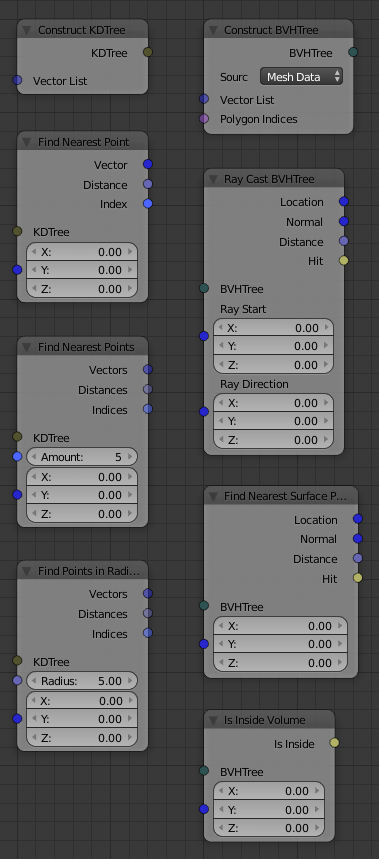 Construct KDTree
KDTree
Vector List
Find Nearest Point
Vector
Distance
Index
KDTree
X: 0.00
Y: 0.00
Z: 0.00
Find Nearest Points
Vectors
Distances
Indices
KDTree
Amount: 5
X: 0.00
Y: 0.00
Z: 0.00
Find Points in Radi...
Vectors
Distances
Indices
KDTree
Radius: 5.00
X: 0.00
Y: 0.00
Z: 0.00
Construct BVHTree
BVHTree
Sourc Mesh Data
Vector List
Polygon Indices
Ray Cast BVHTree
Location
Normal
Distance
Hit
BVHTree
Ray Start
X: 0.00
Y: 0.00
Z: 0.00
Ray Direction
X: 0.00
Y: 0.00
Z: 0.00
Find Nearest Surface P...
Location
Normal
Distance
Hit
BVHTree
X: 0.00
Y: 0.00
Z: 0.00
Is Inside Volume
Is Inside
BVHTree
X: 0.00
Y: 0.00
Z: 0.00